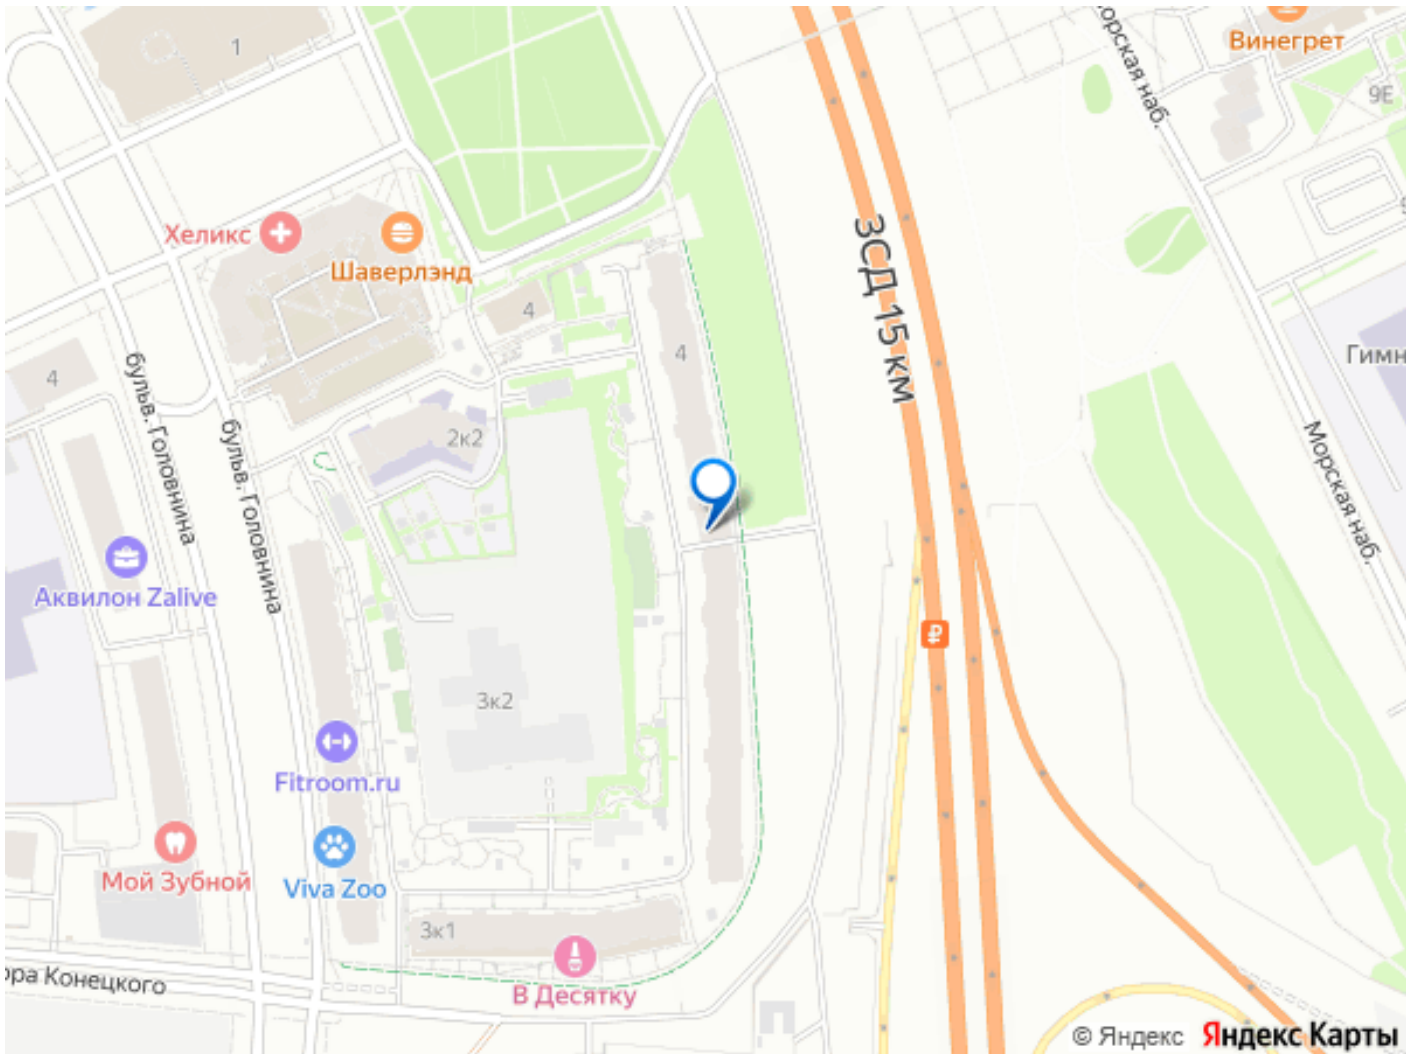 1
Винегрет
орская наб.
9Е
Хеликс
Шаверлэнд
ЗСД 15 км
4
4
4
Гимн
бульв. Головнина
бульв. Головнина
2к2
Морская наб.
Аквилон Zalive
3к2
Fitroom.ru
Мой Зубной
Viva Zoo
3к1
ора Конецкого
В Десятку
© Яндекс Яндекс Карты